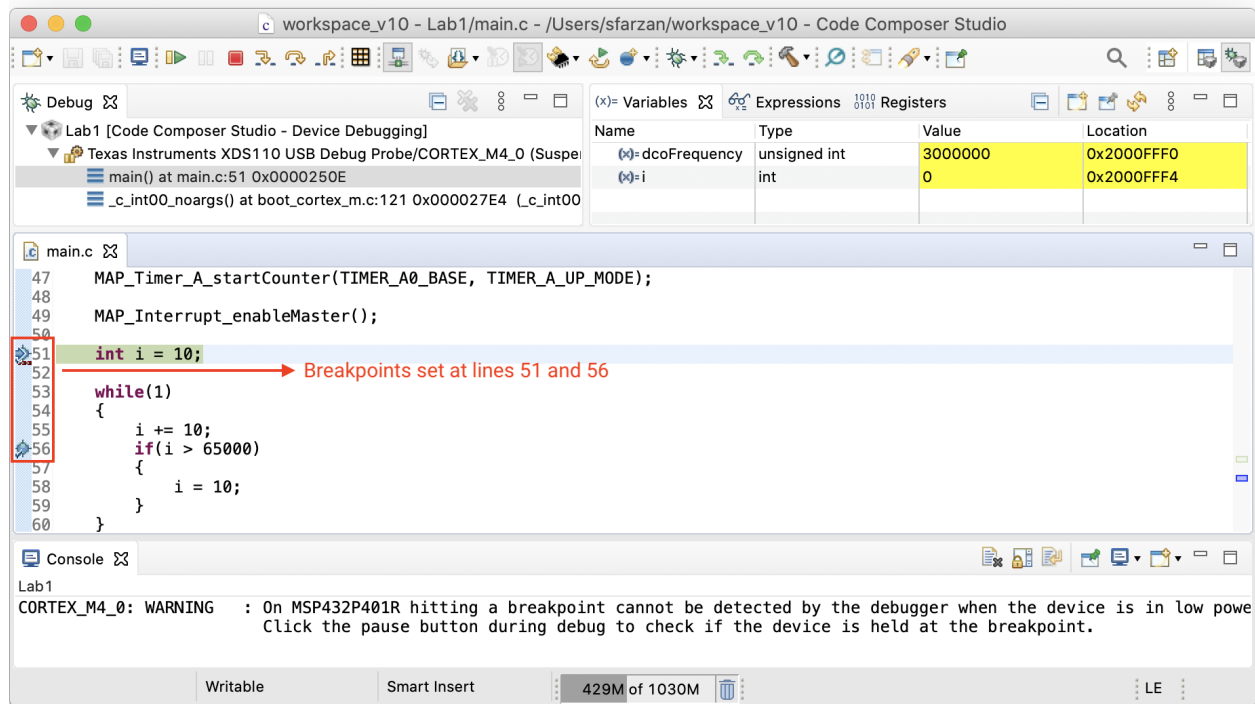 workspace_v10 - Lab1/main.c - /Users/sfarzan/workspace_v10 - Code Composer Studio
Debug
Lab1 [Code Composer Studio - Device Debugging]
Texas Instruments XDS110 USB Debug Probe/CORTEX_M4_0 (Suspe
main() at main.c:51 0x0000250E
_c_int00_noargs() at boot_cortex_m.c:121 0x000027E4 (_c_int00
(x)= Variables Expressions 1010 0101 Registers
Name Type Value Location
(x)= dcoFrequency unsigned int 3000000 0x2000FFF0
(x)= i int 0 0x2000FFF4
.c main.c
47 MAP_Timer_A_startCounter(TIMER_A0_BASE, TIMER_A_UP_MODE);
48
49 MAP_Interrupt_enableMaster();
50
51 int i = 10;
52 Breakpoints set at lines 51 and 56
53 while(1)
54 {
55 i += 10;
56 if(i > 65000)
57 {
58 i = 10;
59 }
60 }
Console
Lab1
CORTEX_M4_0: WARNING : On MSP432P401R hitting a breakpoint cannot be detected by the debugger when the device is in low powe
Click the pause button during debug to check if the device is held at the breakpoint.
Writable Smart Insert 429M of 1030M LE